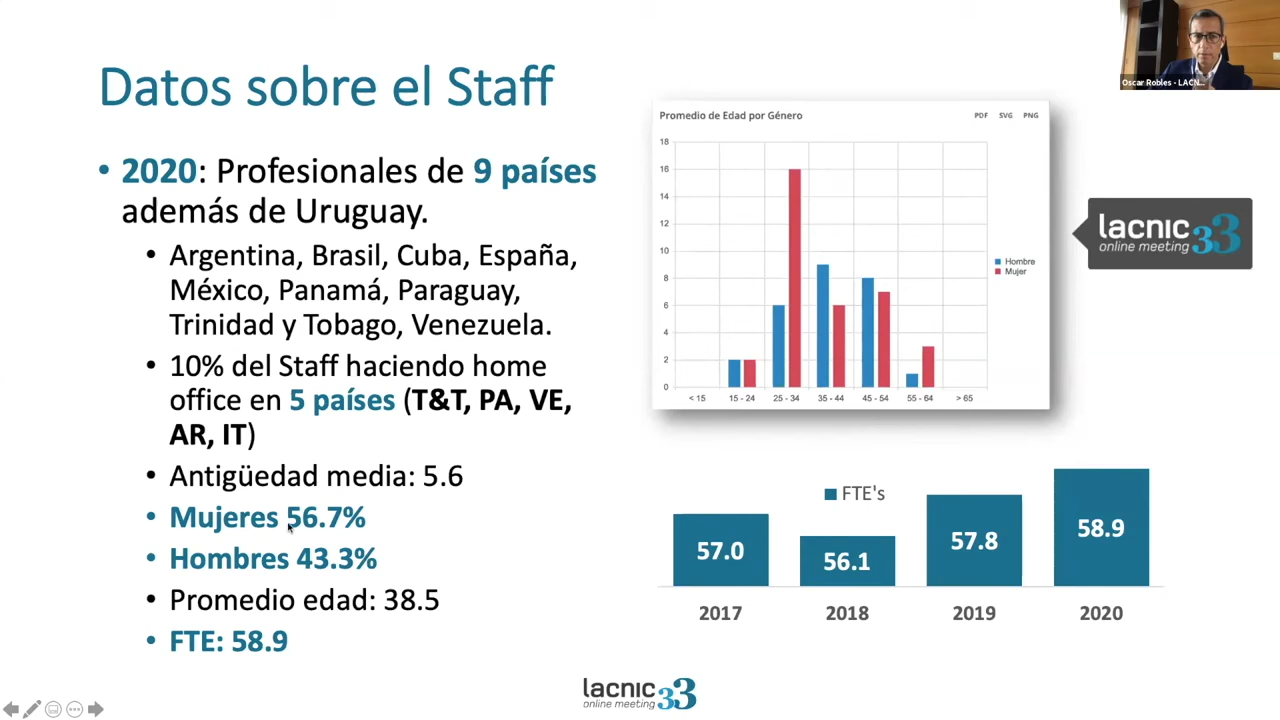 Datos sobre el Staff
• 2020: Profesionales de 9 países
además de Uruguay.
• Argentina, Brasil, Cuba, España,
México, Panamá, Paraguay,
Trinidad y Tobago, Venezuela.
• 10% del Staff haciendo home
office en 5 países (T&T, PA, VE,
AR, IT)
• Antigüedad media: 5.6
• Mujeres 56.7%
• Hombres 43.3%
• Promedio edad: 38.5
• FTE: 58.9
Promedio de Edad por Género
PDF SVG PNG
18
16
14
12
10
8
6
4
2
0
< 15 15 - 24 25 - 34 35 - 44 45 - 54 55 - 64 > 65
Hombre
Mujer
FTE's
57.0 56.1 57.8 58.9
2017 2018 2019 2020
Oscar Robles - LACN...
lacnic 33
online meeting
lacnic 33
online meeting